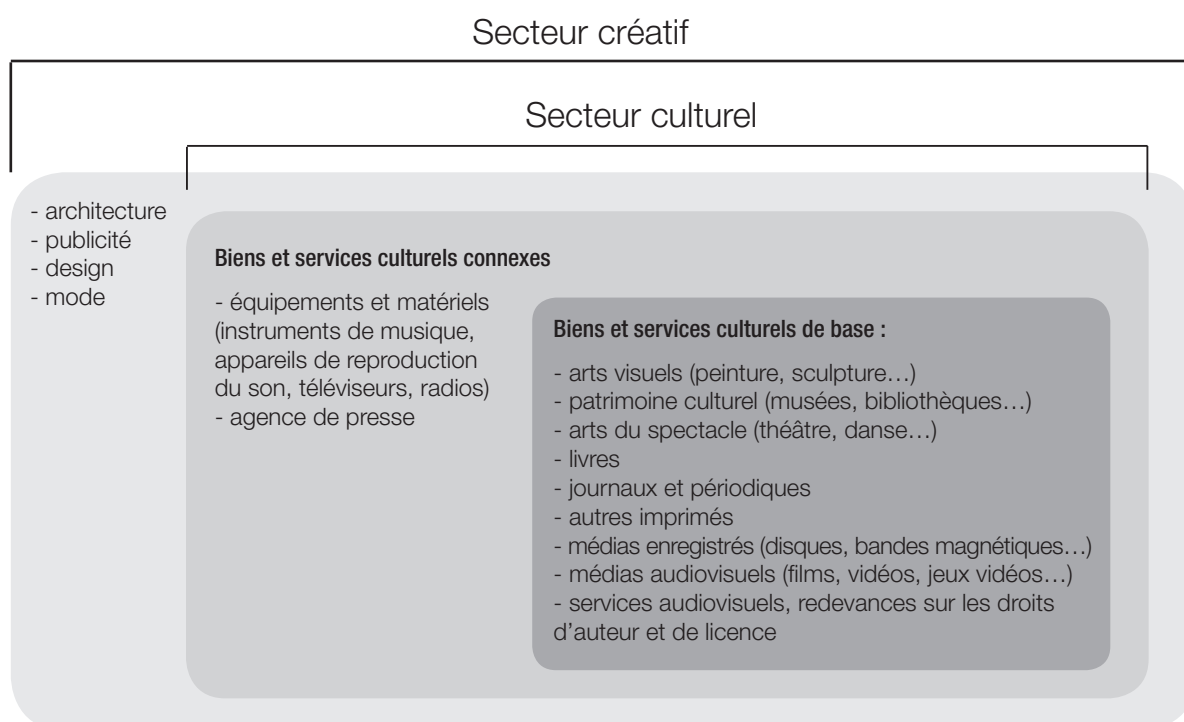 Secteur créatif
Secteur culturel
- architecture
- publicité
- design
- mode
Biens et services culturels connexes
- équipements et matériels
(instruments de musique,
appareils de reproduction
du son, téléviseurs, radios)
- agence de presse
Biens et services culturels de base :
- arts visuels (peinture, sculpture…)
- patrimoine culturel (musées, bibliothèques…)
- arts du spectacle (théâtre, danse…)
- livres
- journaux et périodiques
- autres imprimés
- médias enregistrés (disques, bandes magnétiques…)
- médias audiovisuels (films, vidéos, jeux vidéos…)
- services audiovisuels, redevances sur les droits
d’auteur et de licence